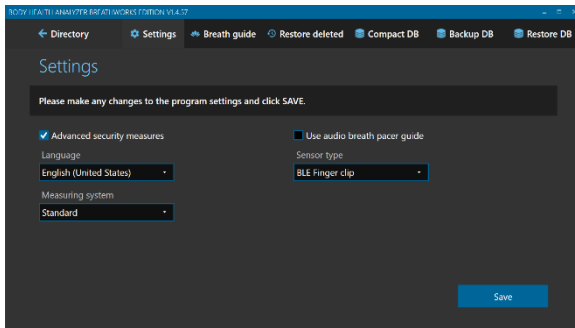 BODY HEALTH ANALYZER BREATHWORKS EDITION V1.4.57
Directory Settings Breath guide Restore deleted Compact DB Backup DB Restore DB
Settings
Please make any changes to the program settings and click SAVE.
Advanced security measures Use audio breath pacer guide
Language Sensor type
English (United States) BLE Finger clip
Measuring system
Standard
Save